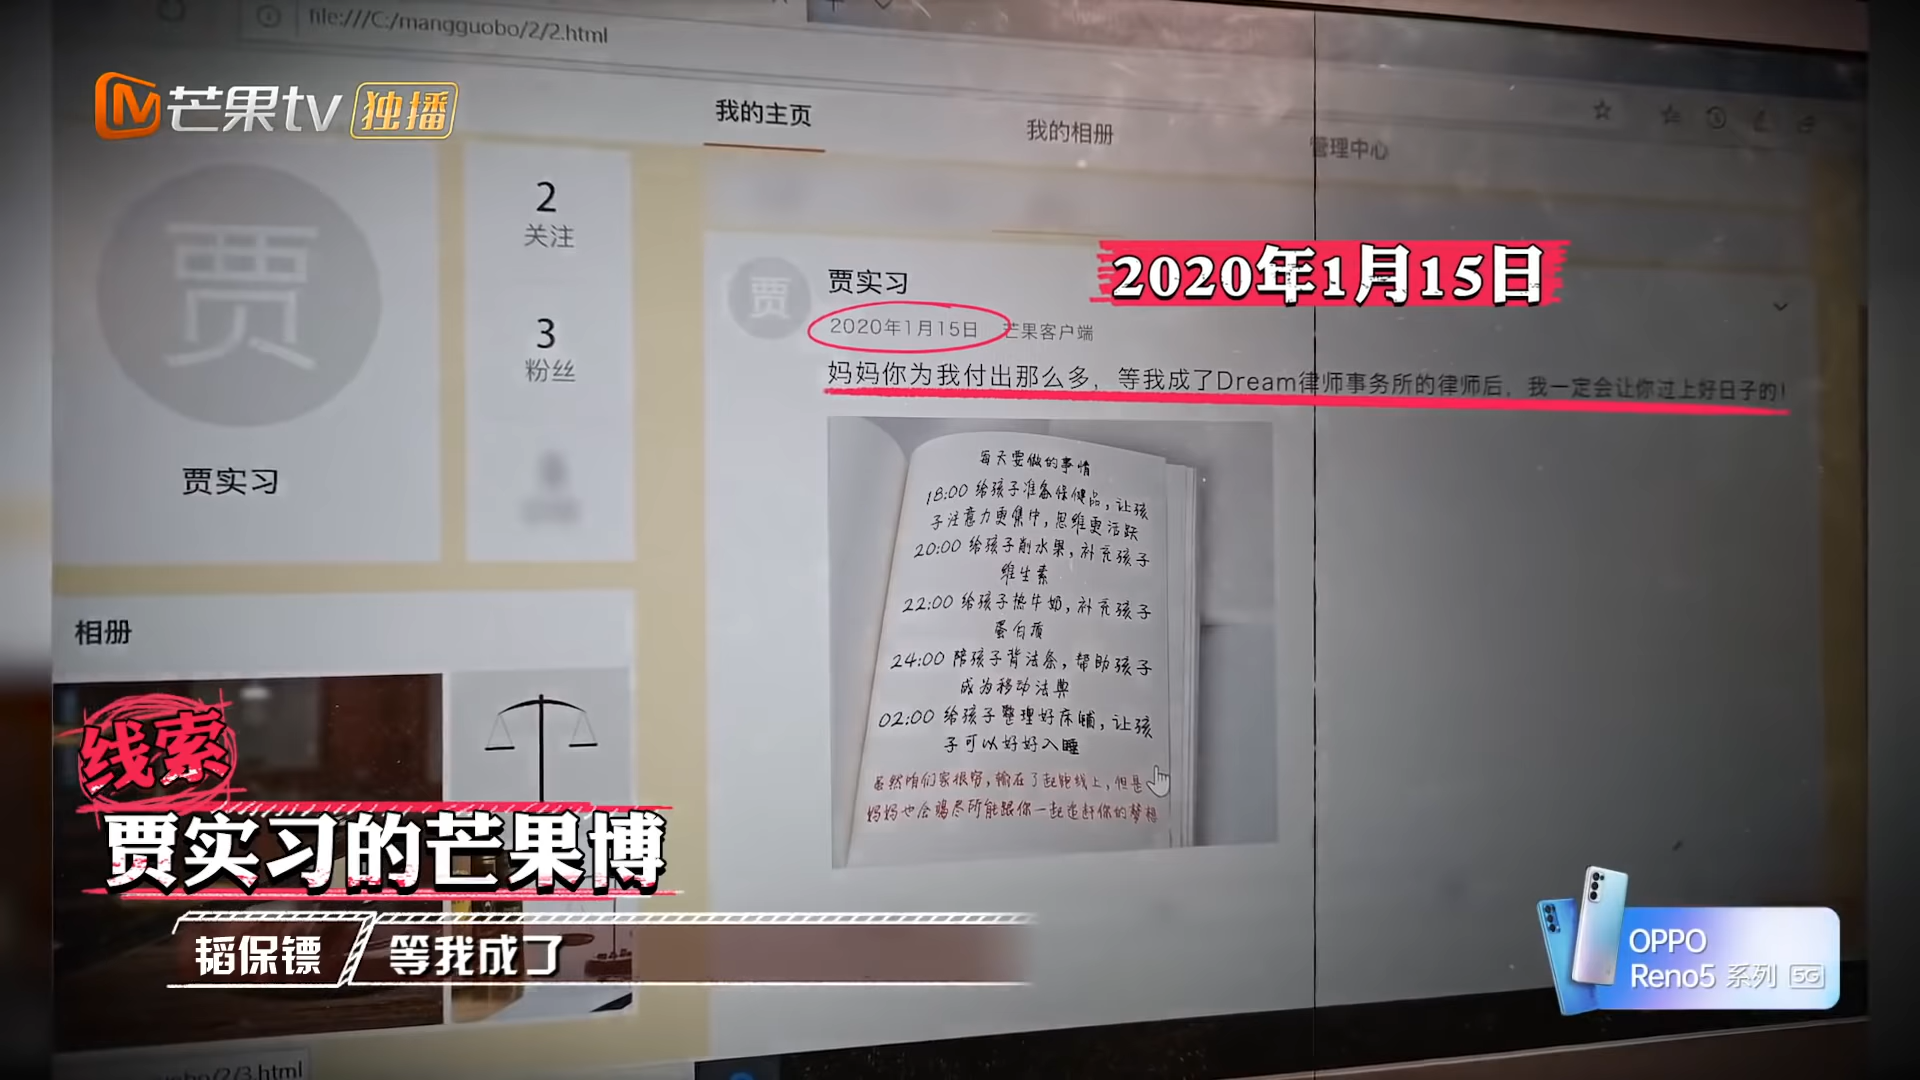 file:///C:/mangguobo/2/2.html
芒果tv 独播
我的主页
我的相册
管理中心
贾
2
关注
3
粉丝
贾实习
相册
贾
贾实习
2020年1月15日
2020年1月15日 芒果客户端
妈妈你为我付出那么多，等我成了Dream律师事务所的律师后，我一定会让你过上好日子的!
每天要做的事情
18:00 给孩子准备保健品，让孩
子注意力更集中，思维更活跃
20:00 给孩子削水果，补充孩子
维生素
22:00 给孩子热牛奶，补充孩子
蛋白质
24:00 陪孩子背法条，帮助孩子
成为移动法典
02:00 给孩子整理好床铺，让孩
子可以好好入睡
虽然咱们家很穷，输在了起跑线上，但是
妈妈也会竭尽所能跟你一起追赶你的梦想
线索
贾实习的芒果博
韬保镖
等我成了
OPPO
Reno5 系列 5G
/2/3.html